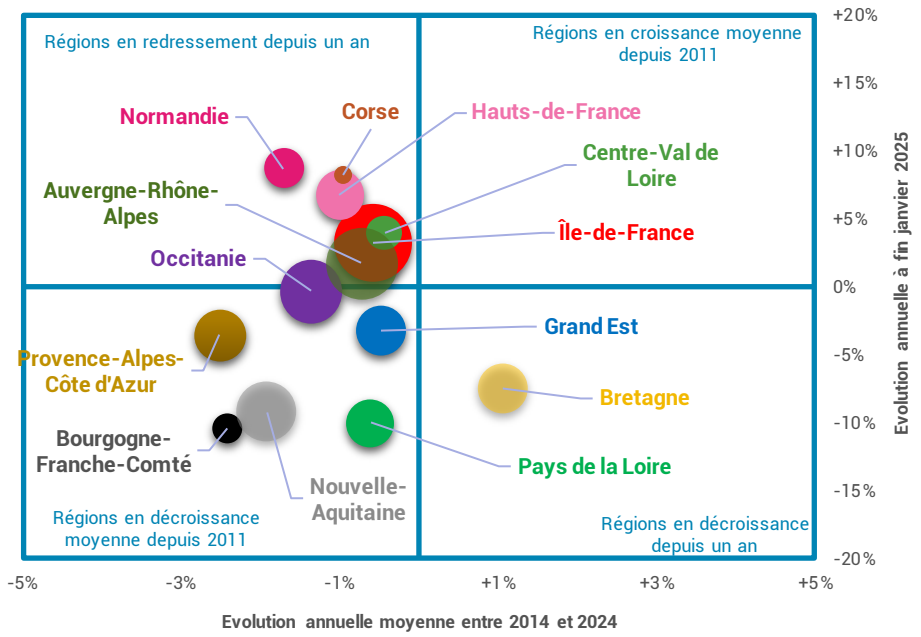 +20%
Régions en redressement depuis un an
Régions en croissance moyenne
depuis 2011
+15%
Normandie
Corse
Hauts-de-France
+10%
Centre-Val de
Loire
Auvergne-Rhône-
Alpes
+5%
Île-de-France
Occitanie
0%
Grand Est
-5%
Provence-Alpes-
Côte d'Azur
Bretagne
-10%
Bourgogne-
Franche-Comté
Pays de la Loire
Nouvelle-
Aquitaine
-15%
Régions en décroissance
moyenne depuis 2011
Régions en décroissance
depuis un an
-20%
-5%
-3%
-1%
+1%
+3%
+5%
Evolution annuelle moyenne entre 2014 et 2024
Evolution annuelle à fin janvier 2025